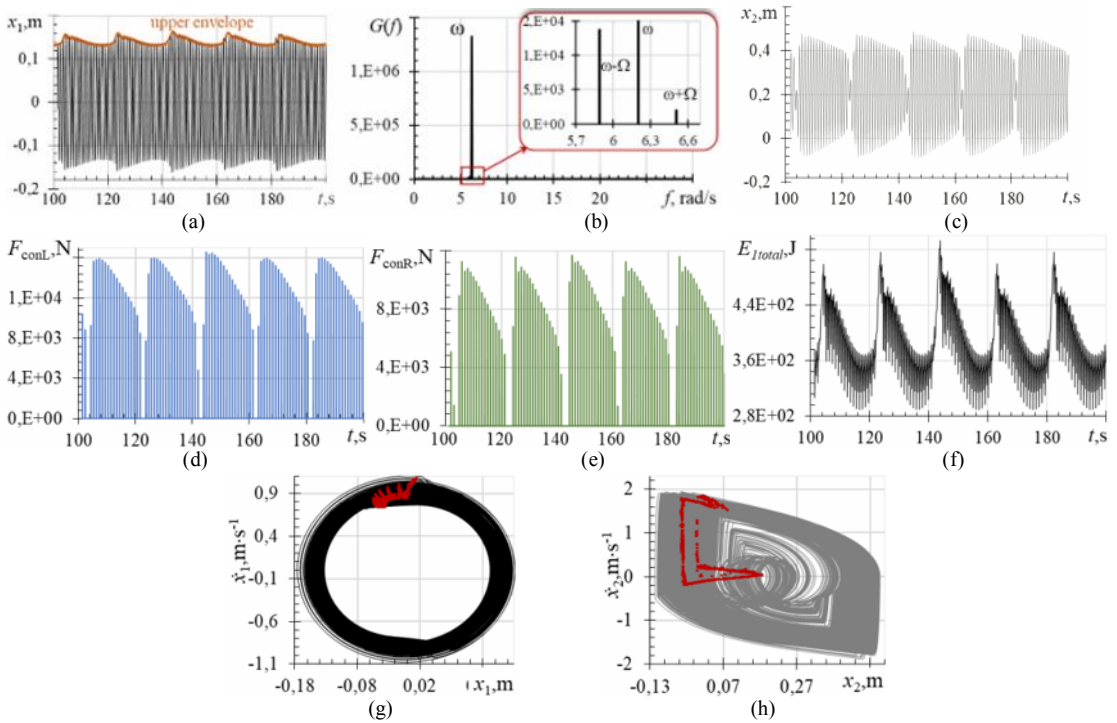 x₁,m
upper envelope
0,1
0
-0,1
-0,2
100 120 140 160 180 t,s
(a)
G(f)
ω
1,E+06
5,E+05
0,E+00
0 5 10 15 20 f, rad/s
2,E+04
1,E+04
5,E+03
0,E+00
ω
ω-Ω
ω+Ω
5,7 6 6,3 6,6
(b)
x₂,m
0,4
0,2
0
-0,2
100 120 140 160 180 t,s
(c)
FconL,N
1,E+04
8,E+03
4,E+03
0,E+00
100 120 140 160 180 t,s
(d)
FconR,N
8,E+03
4,E+03
0,E+00
100 120 140 160 180 t,s
(e)
E1total,J
4,4E+02
3,6E+02
2,8E+02
100 120 140 160 180 t,s
(f)
ẋ₁,m·s⁻¹
0,9
0,4
-0,1
-0,6
-1,1
-0,18 -0,08 0,02 x₁,m
(g)
ẋ₂,m·s⁻¹
2
1
0
-1
-2
-0,13 0,07 0,27 x₂,m
(h)